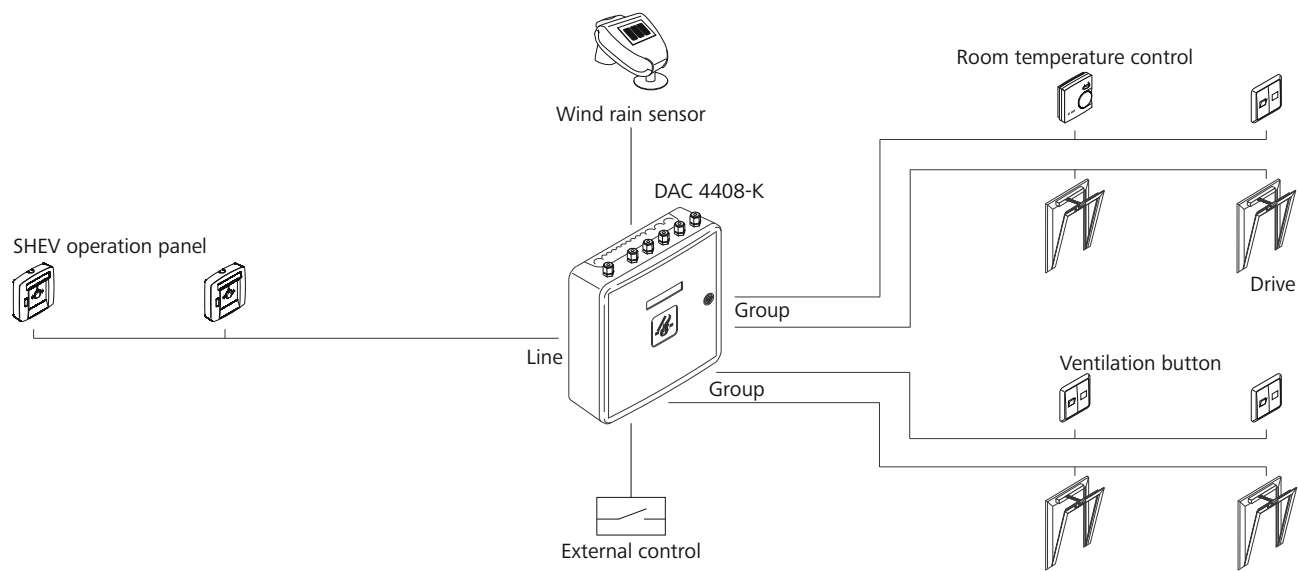 Room temperature control
Wind rain sensor
DAC 4408-K
SHEV operation panel
Drive
Group
Line
Ventilation button
Group
External control